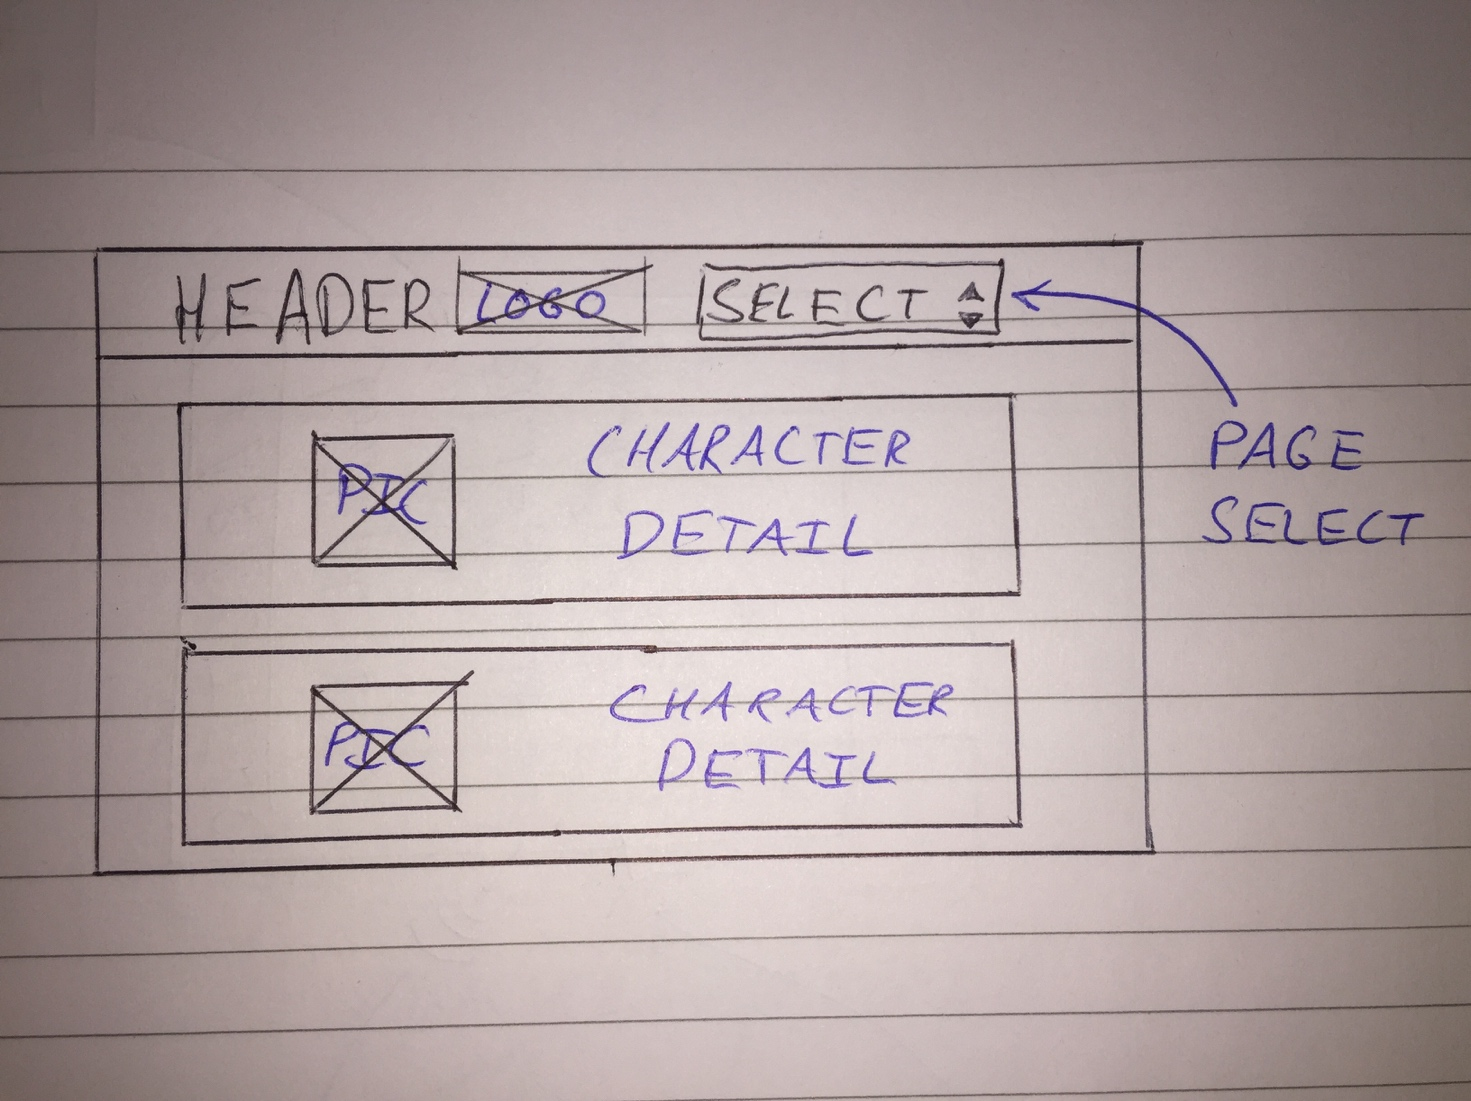 HEADER LOGO SELECT
PIC
CHARACTER
DETAIL
PIC
CHARACTER
DETAIL
PAGE
SELECT